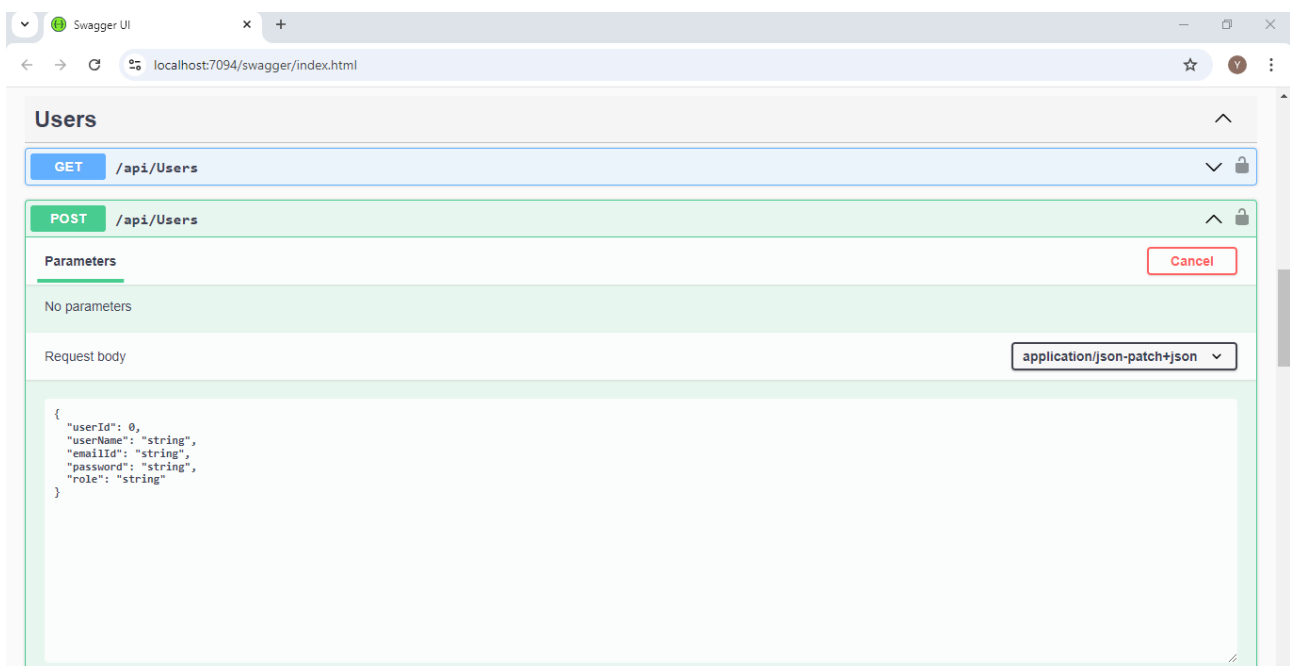 Swagger UI
localhost:7094/swagger/index.html
Y
Users
GET /api/Users
POST /api/Users
Parameters
Cancel
No parameters
Request body
application/json-patch+json
{
  "userId": 0,
  "userName": "string",
  "emailId": "string",
  "password": "string",
  "role": "string"
}